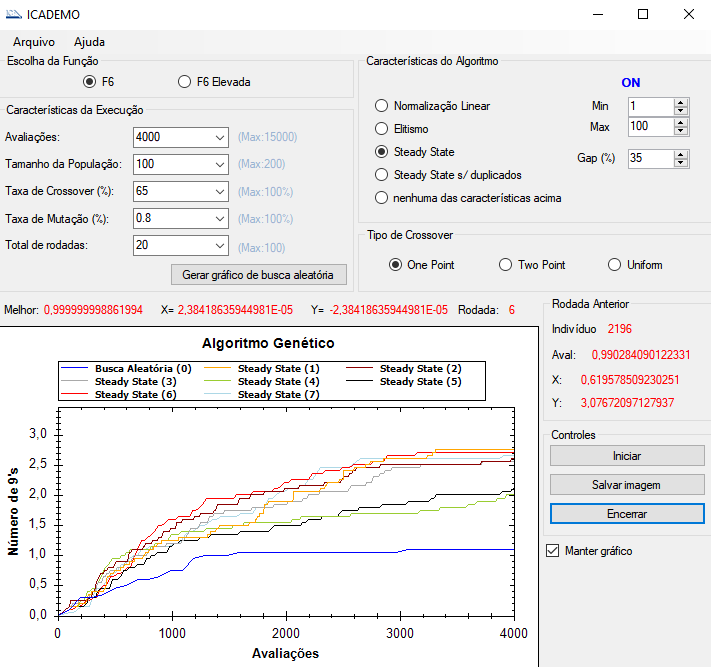 ICADEMO
Arquivo Ajuda
Escolha da Função
F6 F6 Elevada
Características da Execução
Avaliações: 4000 (Max:15000)
Tamanho da População: 100 (Max:200)
Taxa de Crossover (%): 65 (Max:100%)
Taxa de Mutação (%): 0.8 (Max:100%)
Total de rodadas: 20 (Max:100)
Gerar gráfico de busca aleatória
Características do Algoritmo
ON
Normalização Linear Min 1
Elitismo Max 100
Steady State Gap (%) 35
Steady State s/ duplicados
nenhuma das características acima
Tipo de Crossover
One Point Two Point Uniform
Melhor: 0,999999998861994 X= 2,38418635944981E-05 Y= -2,38418635944981E-05 Rodada: 6
Algoritmo Genético
Busca Aleatória (0) Steady State (1) Steady State (2)
Steady State (3) Steady State (4) Steady State (5)
Steady State (6) Steady State (7)
Número de 9's
3,0
2,5
2,0
1,5
1,0
0,5
0,0
0 1000 2000 3000 4000
Avaliações
Rodada Anterior
Indivíduo 2196
Aval: 0,990284090122331
X: 0,619578509230251
Y: 3,07672097127937
Controles
Iniciar
Salvar imagem
Encerrar
Manter gráfico